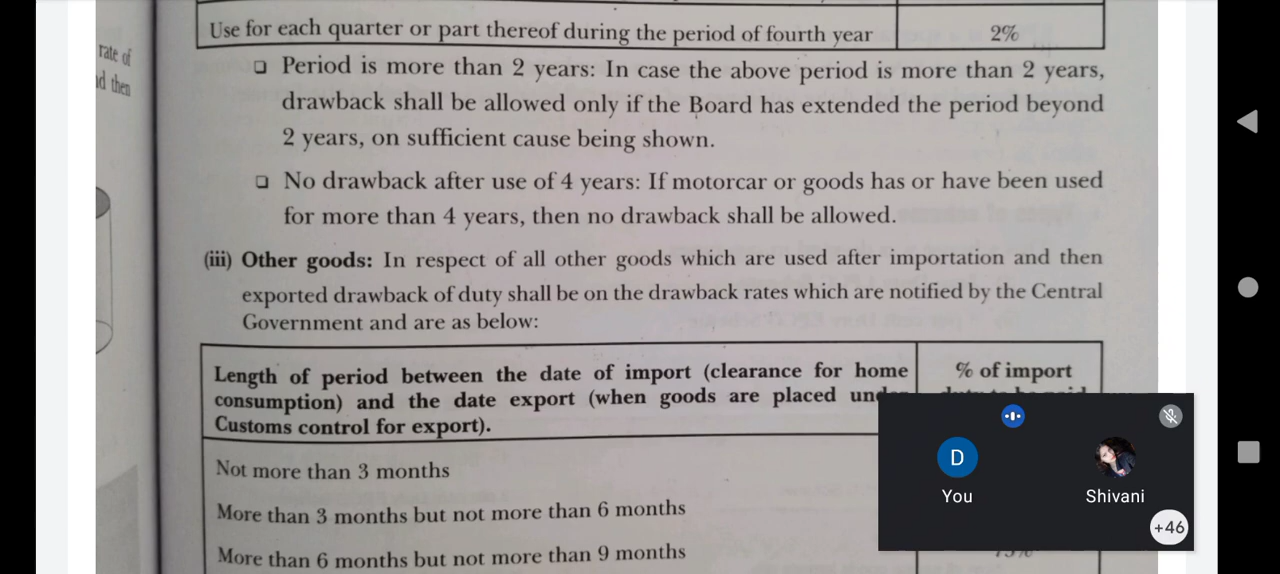 rate of
nd then
Use for each quarter or part thereof during the period of fourth year 2%
❑ Period is more than 2 years: In case the above period is more than 2 years,
drawback shall be allowed only if the Board has extended the period beyond
2 years, on sufficient cause being shown.
❑ No drawback after use of 4 years: If motorcar or goods has or have been used
for more than 4 years, then no drawback shall be allowed.
(iii) Other goods: In respect of all other goods which are used after importation and then
exported drawback of duty shall be on the drawback rates which are notified by the Central
Government and are as below:
Length of period between the date of import (clearance for home
consumption) and the date export (when goods are placed
Customs control for export).
% of import
Not more than 3 months
More than 3 months but not more than 6 months
More than 6 months but not more than 9 months
D
You
Shivani
+46